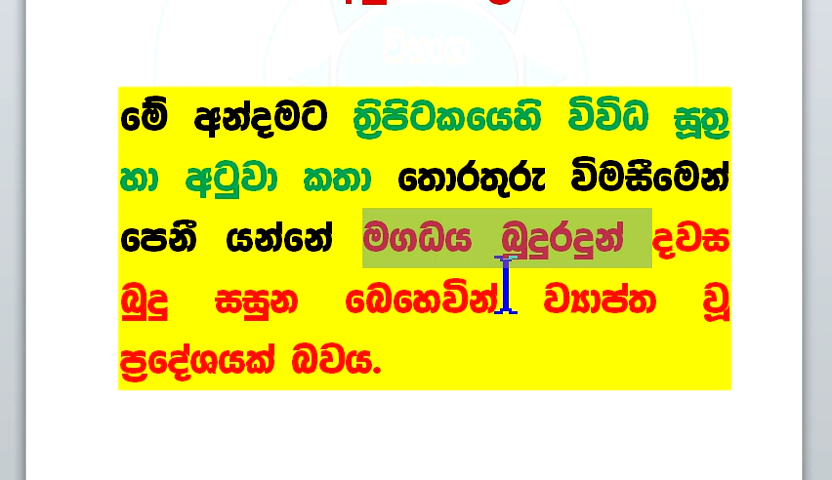 මේ අන්දමට ත්‍රිපිටකයෙහි විවිධ සූත්‍ර
හා අටුවා කතා තොරතුරු විමසීමෙන්
පෙනී යන්නේ මගධය බුදුරදුන් දවස
බුදු සසුන බෙහෙවින් ව්‍යාප්ත වූ
ප්‍රදේශයක් බවය.